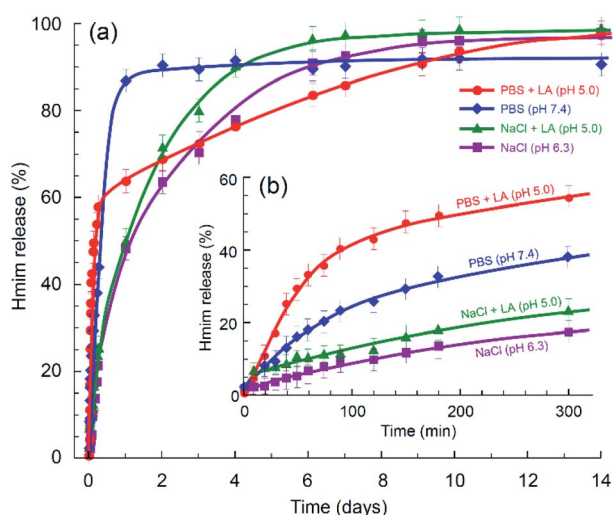 (a)
Hmim release (%)
100
80
60
40
20
0
0
2
4
6
8
10
12
14
Time (days)
PBS + LA (pH 5.0)
PBS (pH 7.4)
NaCl + LA (pH 5.0)
NaCl (pH 6.3)
(b)
Hmim release (%)
60
40
20
0
0
100
200
300
Time (min)
PBS + LA (pH 5.0)
PBS (pH 7.4)
NaCl + LA (pH 5.0)
NaCl (pH 6.3)